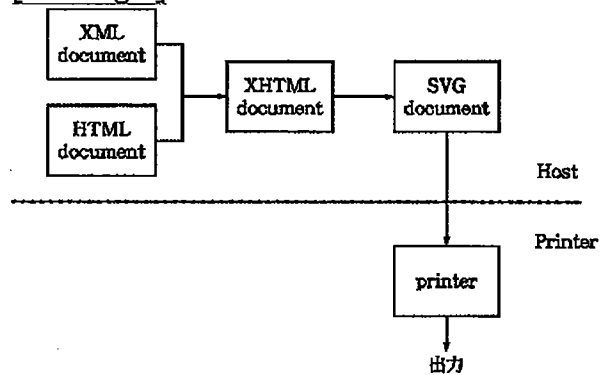 XML
document
HTML
document
XHTML
document
SVG
document
Host
Printer
printer
出力